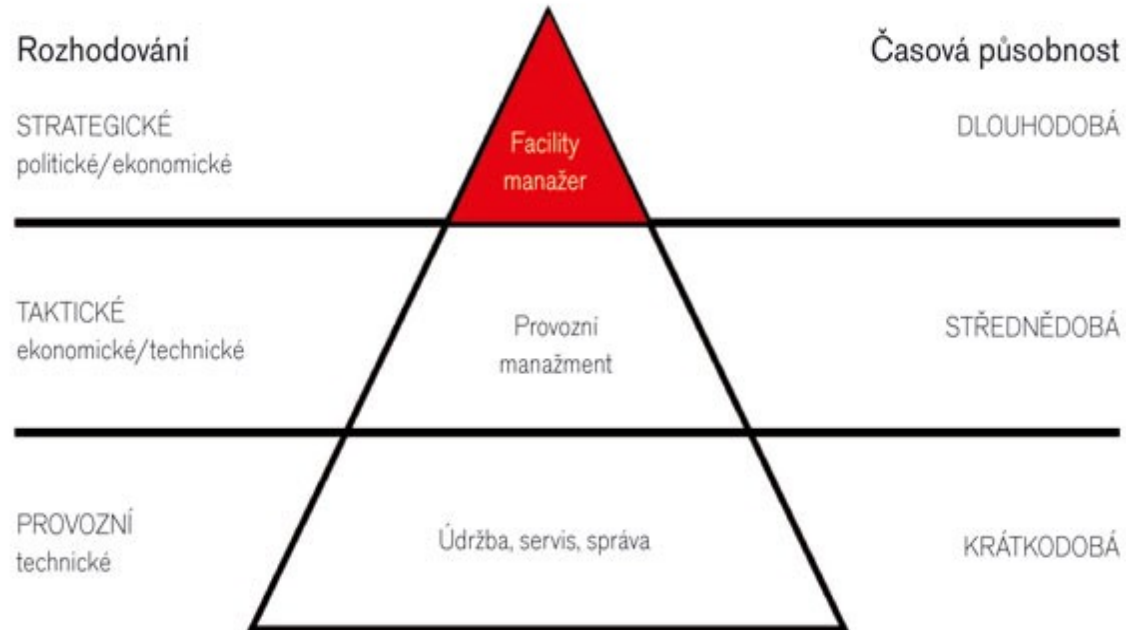 Rozhodování
Časová působnost
STRATEGICKÉ
politické/ekonomické
Facility
manažer
DLOUHODOBÁ
TAKTICKÉ
ekonomické/technické
Provozní
manažment
STŘEDNĚDOBÁ
PROVOZNÍ
technické
Údržba, servis, správa
KRÁTKODOBÁ